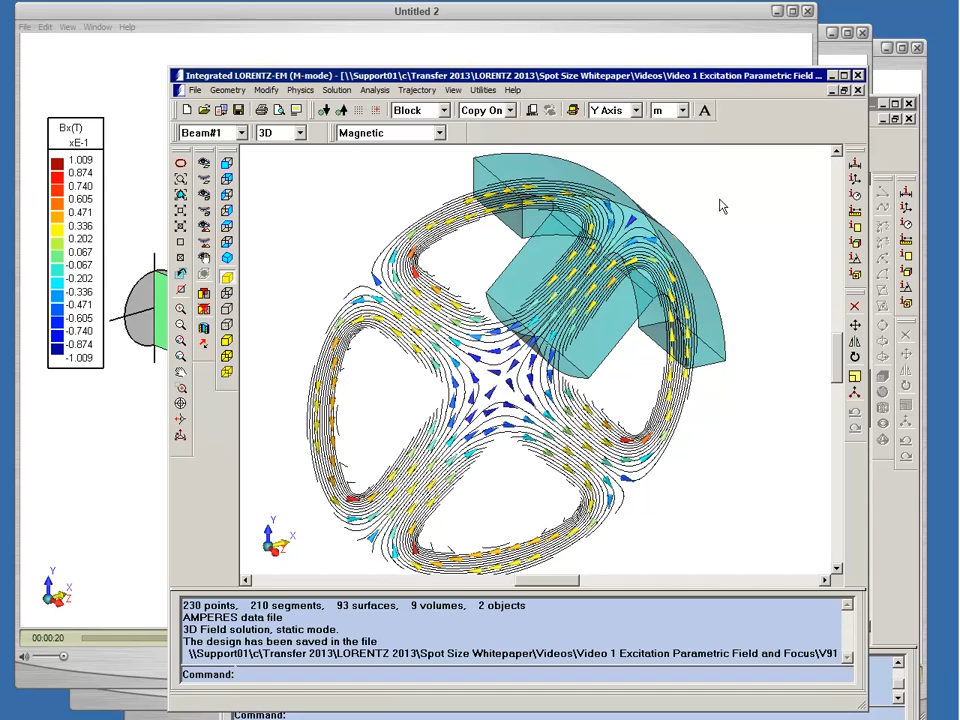 Untitled 2
File Edit View Window Help
Integrated LORENTZ-EM (M-mode) - [\\Support01\c\Transfer 2013\LORENTZ 2013\Spot Size Whitepaper\Videos\Video 1 Excitation Parametric Field ...
File Geometry Modify Physics Solution Analysis Trajectory View Utilities Help
Block Copy On Y Axis m A
Beam#1 3D Magnetic
Bx(T)
xE-1
1.009
0.874
0.740
0.605
0.471
0.336
0.202
0.067
-0.067
-0.202
-0.336
-0.471
-0.605
-0.740
-0.874
-1.009
Y
X
Z
Y
X
Z
230 points, 210 segments, 93 surfaces, 9 volumes, 2 objects
AMPERES data file
3D Field solution, static mode.
The design has been saved in the file
\\Support01\c\Transfer 2013\LORENTZ 2013\Spot Size Whitepaper\Videos\Video 1 Excitation Parametric Field and Focus\V91
00:00:20
Command:
Command: